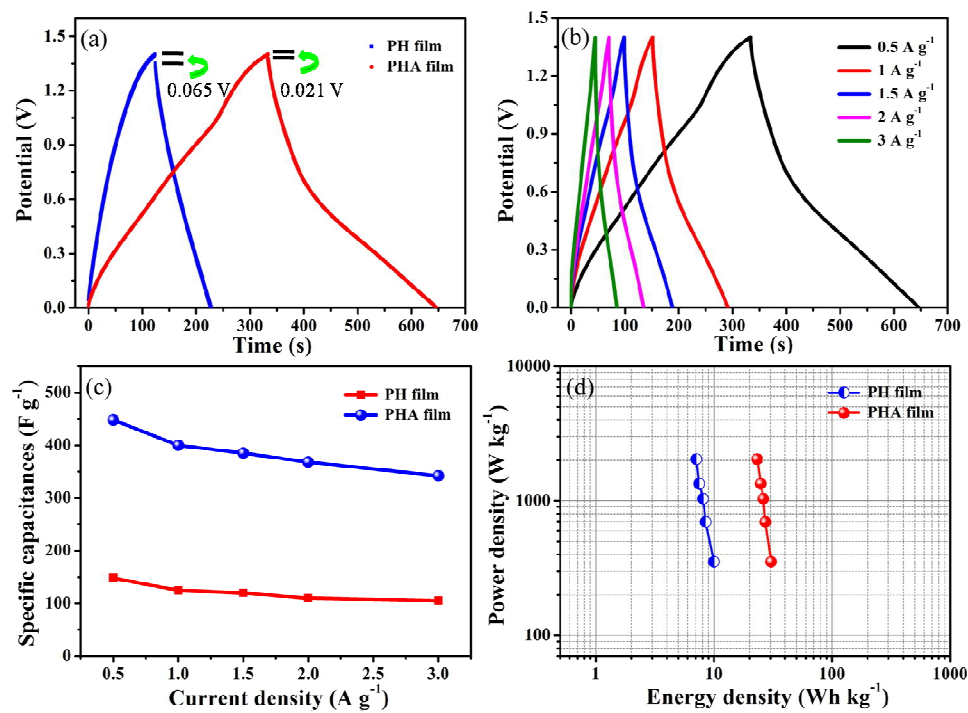 (a)
PH film
PHA film
0.065 V
0.021 V
1.5
1.2
0.9
0.6
0.3
0.0
Potential (V)
0 100 200 300 400 500 600 700
Time (s)
(b)
0.5 A g⁻¹
1 A g⁻¹
1.5 A g⁻¹
2 A g⁻¹
3 A g⁻¹
1.5
1.2
0.9
0.6
0.3
0.0
Potential (V)
0 100 200 300 400 500 600 700
Time (s)
(c)
PH film
PHA film
500
450
400
350
300
250
200
150
100
50
0
Specific capacitances (F g⁻¹)
0.5 1.0 1.5 2.0 2.5 3.0
Current density (A g⁻¹)
(d)
PH film
PHA film
10000
1000
100
Power density (W kg⁻¹)
1 10 100 1000
Energy density (Wh kg⁻¹)